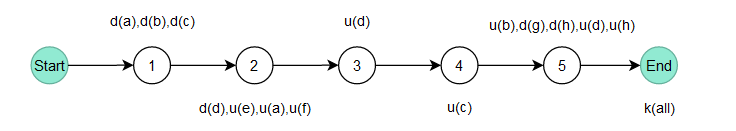 d(a),d(b),d(c)
u(d)
u(b),d(g),d(h),u(d),u(h)
Start 1 2 3 4 5 End
d(d),u(e),u(a),u(f)
u(c)
k(all)